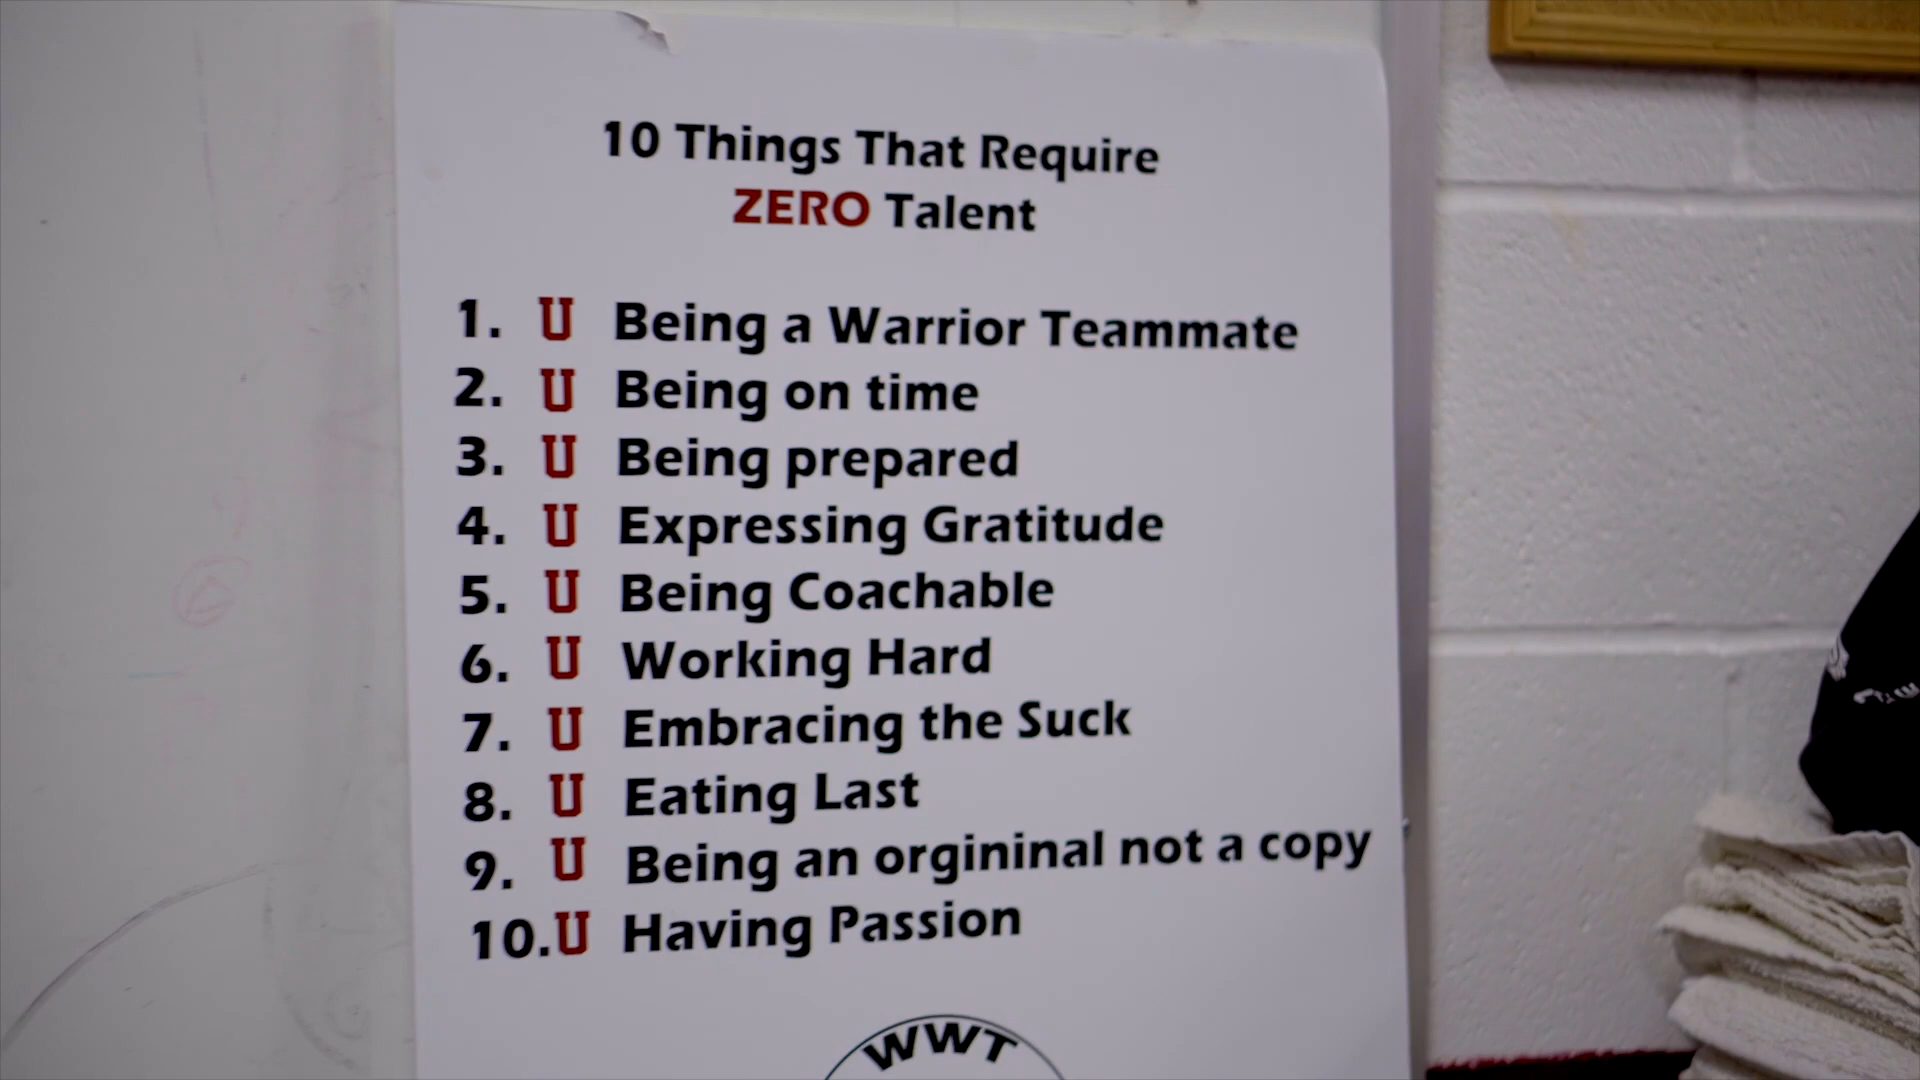 10 Things That Require
ZERO Talent
1. U Being a Warrior Teammate
2. U Being on time
3. U Being prepared
4. U Expressing Gratitude
5. U Being Coachable
6. U Working Hard
7. U Embracing the Suck
8. U Eating Last
9. U Being an orgininal not a copy
10. U Having Passion
WWT